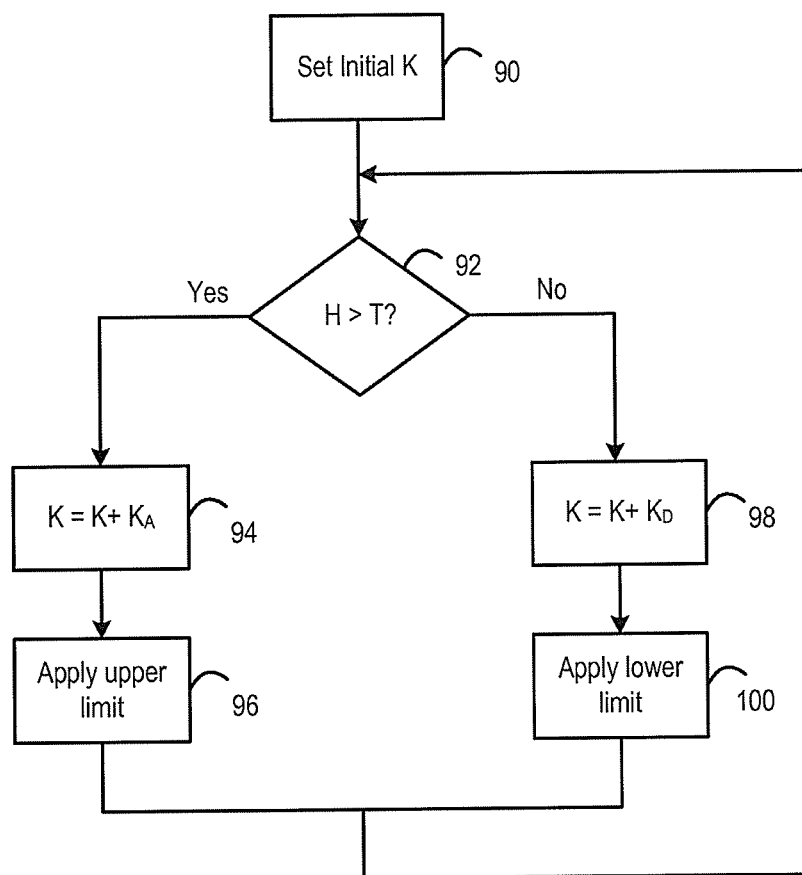 Set Initial K
90
92
Yes
No
H > T?
K = K+ KA
94
K = K+ KD
98
Apply upper
limit
96
Apply lower
limit
100